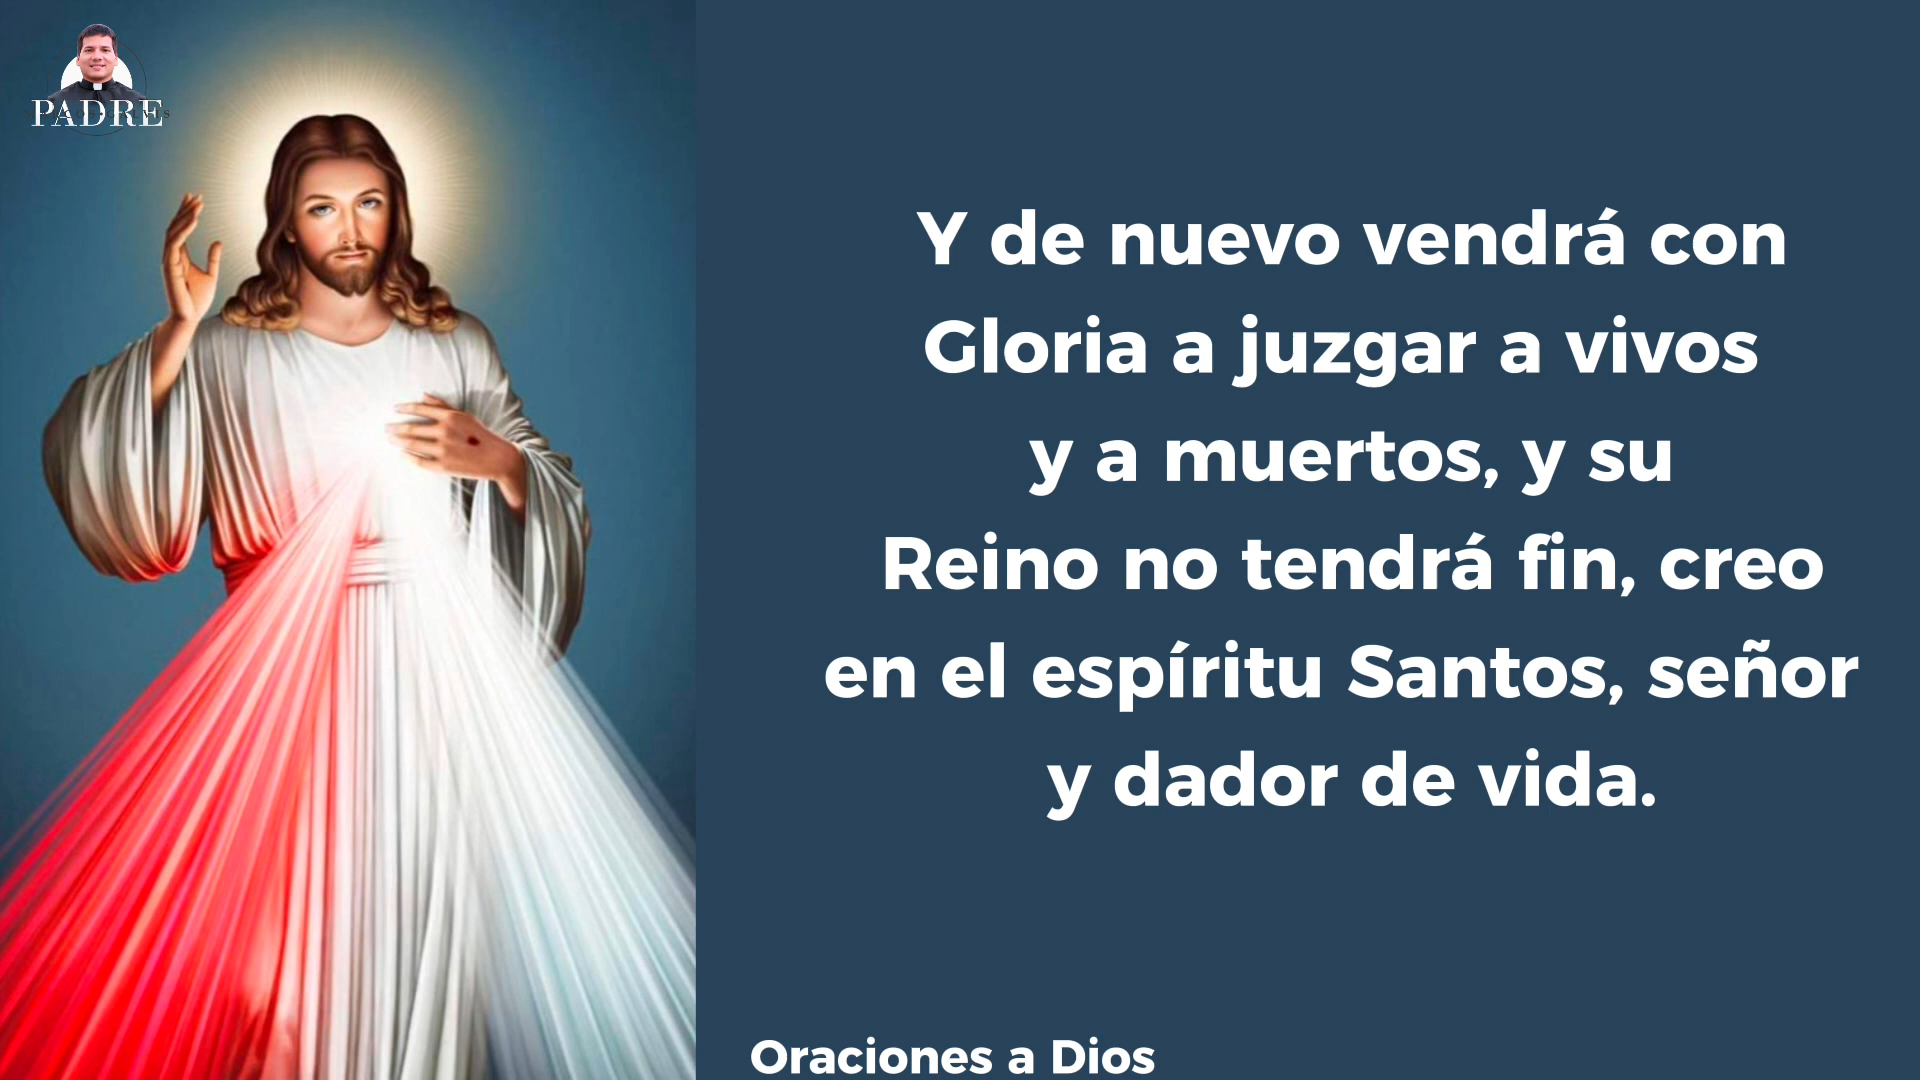 PADRE
Y de nuevo vendrá con
Gloria a juzgar a vivos
y a muertos, y su
Reino no tendrá fin, creo
en el espíritu Santos, señor
y dador de vida.
Oraciones a Dios